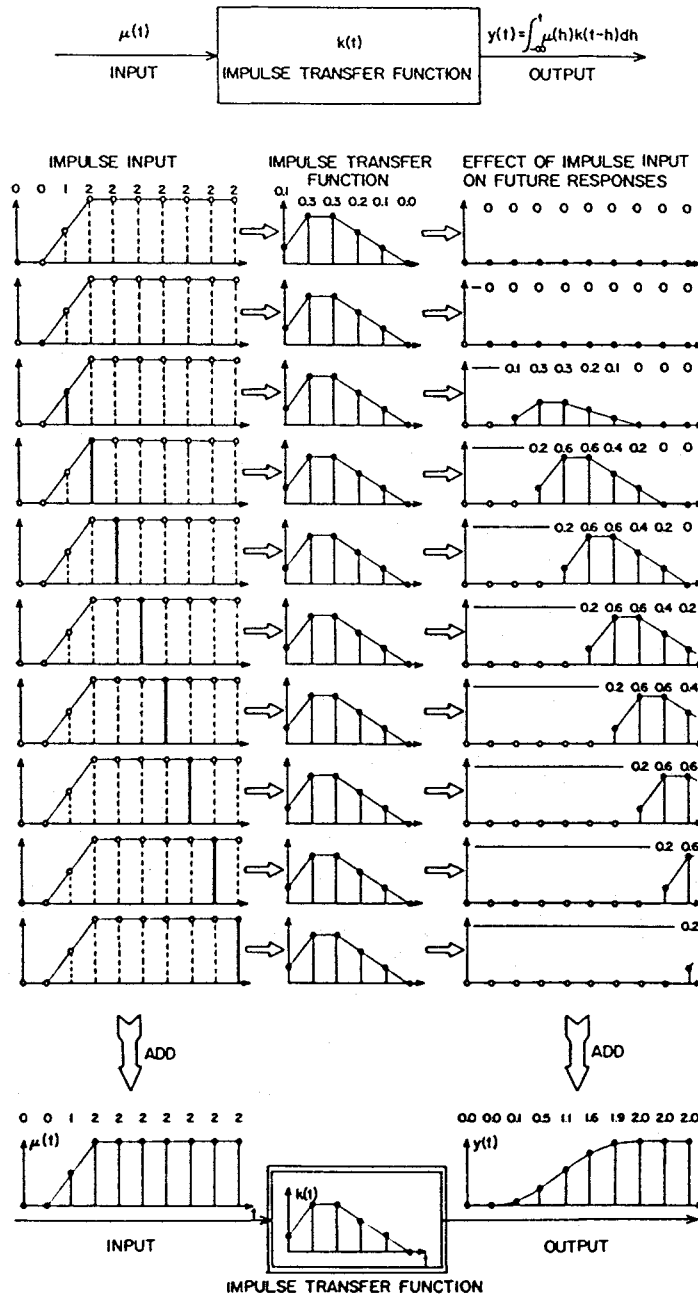 μ(t)
INPUT
k(t)
IMPULSE TRANSFER FUNCTION
y(t)=∫_{-∞}^{t} μ(h)k(t-h)dh
OUTPUT
IMPULSE INPUT
IMPULSE TRANSFER
FUNCTION
EFFECT OF IMPULSE INPUT
ON FUTURE RESPONSES
0 0 1 2 2 2 2 2 2 2
0.1 0.3 0.3 0.2 0.1 0.0
0 0 0 0 0 0 0 0 0
—0 0 0 0 0 0 0 0 0
0.1 0.3 0.3 0.2 0.1 0 0 0
0.2 0.6 0.6 0.4 0.2 0 0
0.2 0.6 0.6 0.4 0.2 0
0.2 0.6 0.6 0.4 0.2
0.2 0.6 0.6 0.4
0.2 0.6 0.6
0.2 0.6
0.2
ADD
ADD
0 0 1 2 2 2 2 2 2 2
μ(t)
t
INPUT
k(t)
t
IMPULSE TRANSFER FUNCTION
0.0 0.0 0.1 0.5 1.1 1.6 1.9 2.0 2.0 2.0
y(t)
OUTPUT